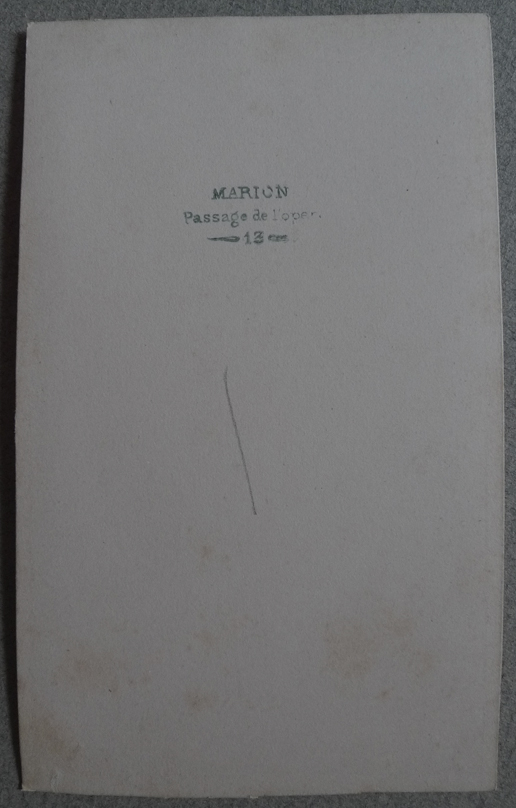 MARION
Passage de l'oper.
13